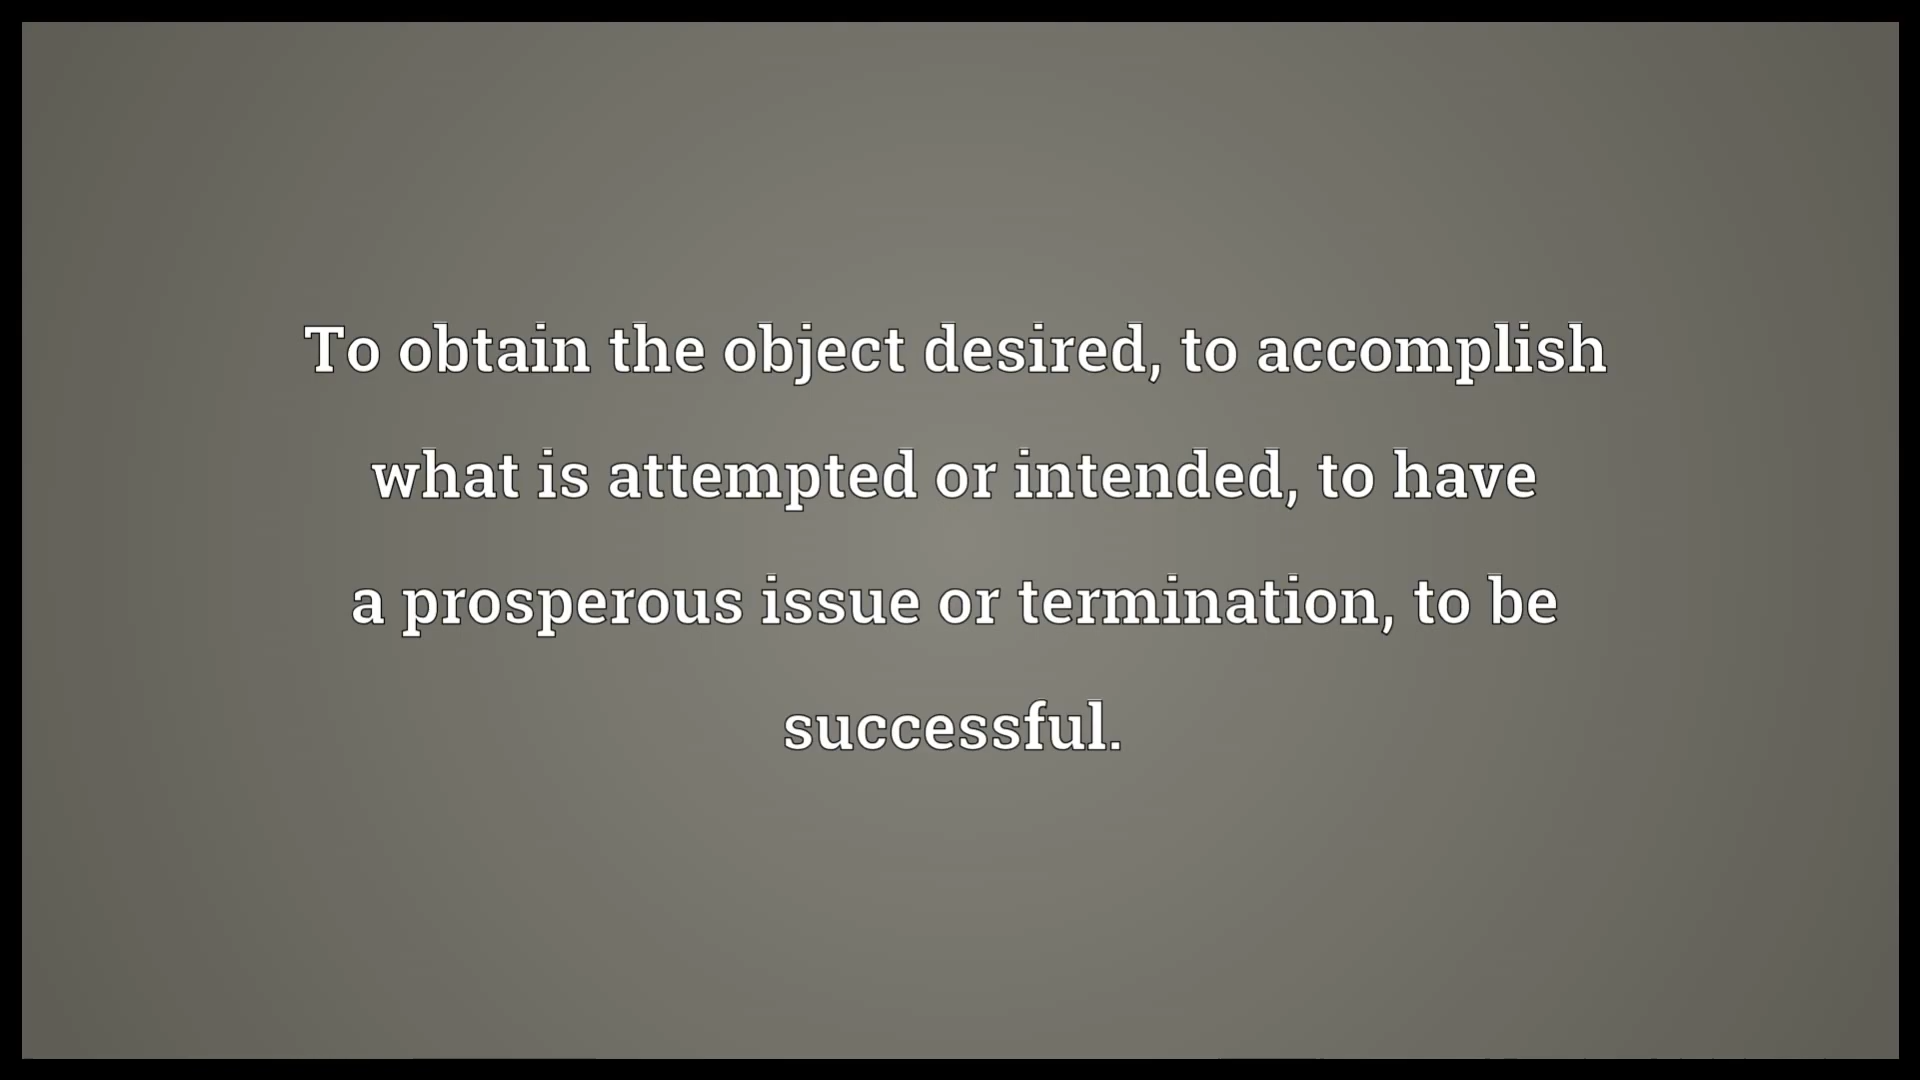 To obtain the object desired, to accomplish
what is attempted or intended, to have
a prosperous issue or termination, to be
successful.